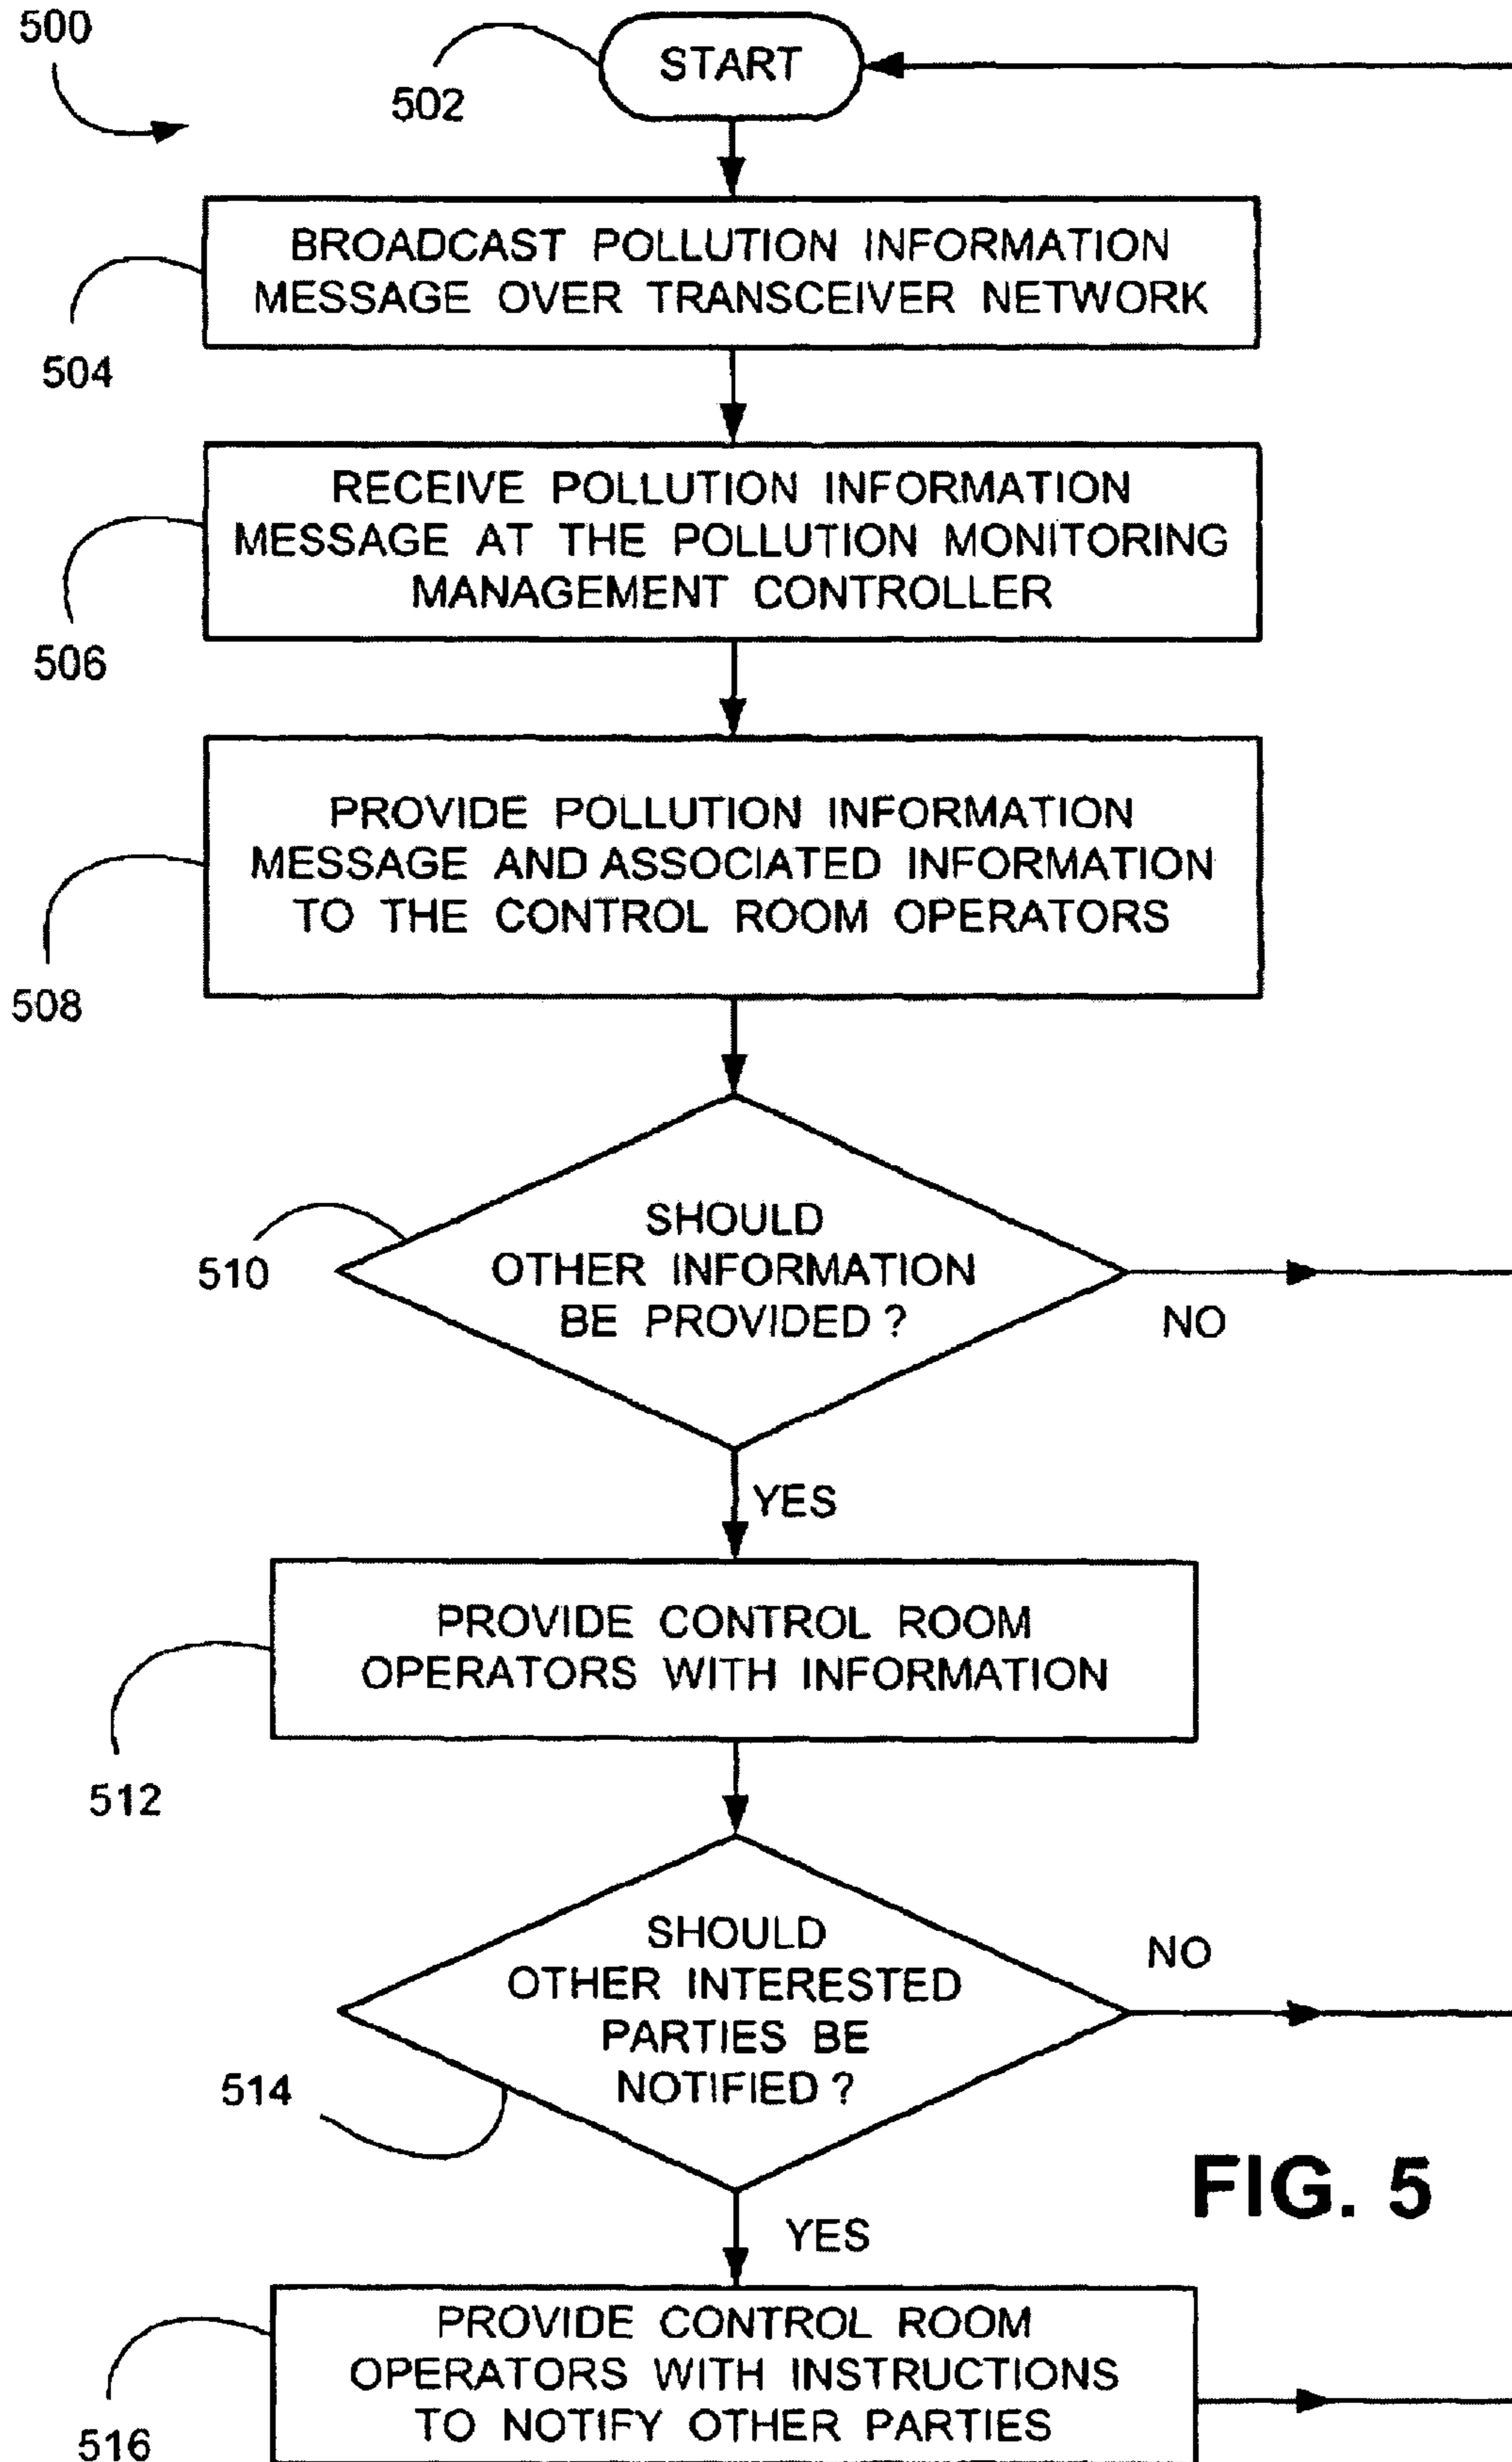 500
START
502
BROADCAST POLLUTION INFORMATION
MESSAGE OVER TRANSCEIVER NETWORK
504
RECEIVE POLLUTION INFORMATION
MESSAGE AT THE POLLUTION MONITORING
MANAGEMENT CONTROLLER
506
PROVIDE POLLUTION INFORMATION
MESSAGE AND ASSOCIATED INFORMATION
TO THE CONTROL ROOM OPERATORS
508
SHOULD
OTHER INFORMATION
BE PROVIDED ?
510
NO
YES
PROVIDE CONTROL ROOM
OPERATORS WITH INFORMATION
512
SHOULD
OTHER INTERESTED
PARTIES BE
NOTIFIED ?
NO
514
FIG. 5
YES
PROVIDE CONTROL ROOM
OPERATORS WITH INSTRUCTIONS
TO NOTIFY OTHER PARTIES
516